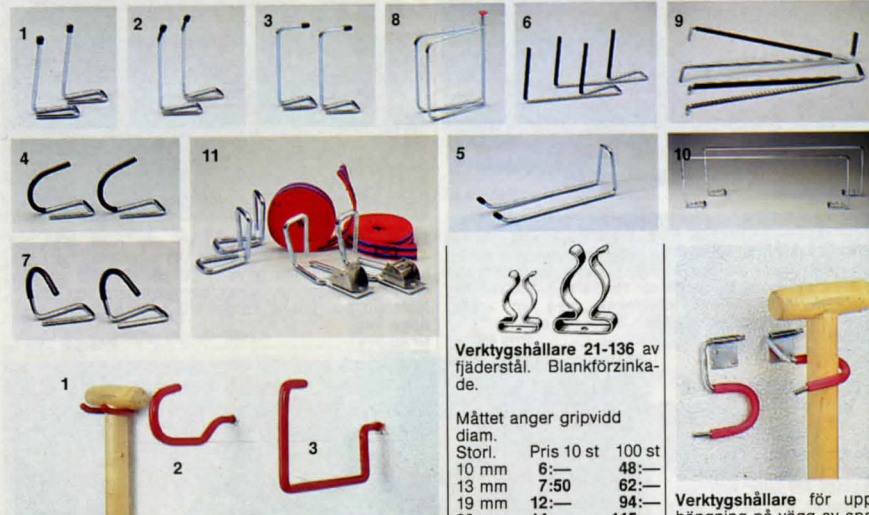 1
2
3
8
6
9
4
11
5
10
7
Verktygshållare 21-136 av
fjäderstål. Blankförzinka-
de.
Måttet anger gripvidd
diam.
Storl. Pris 10 st 100 st
10 mm 6:— 48:—
13 mm 7:50 62:—
19 mm 12:— 94:—
1
2
3
Verktygshållare för upp